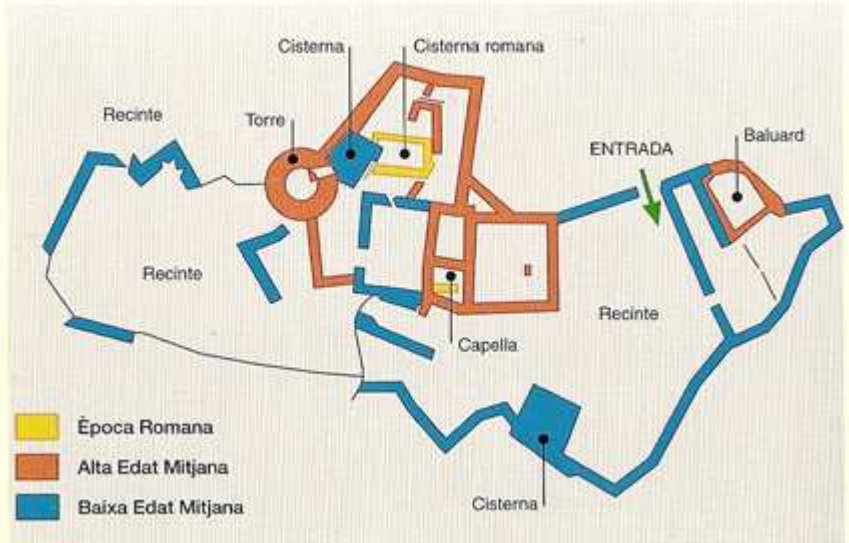 Cisterna
Cisterna romana
Recinte
Torre
ENTRADA
Baluard
Recinte
Recinte
Capella
Època Romana
Alta Edat Mitjana
Baixa Edat Mitjana
Cisterna